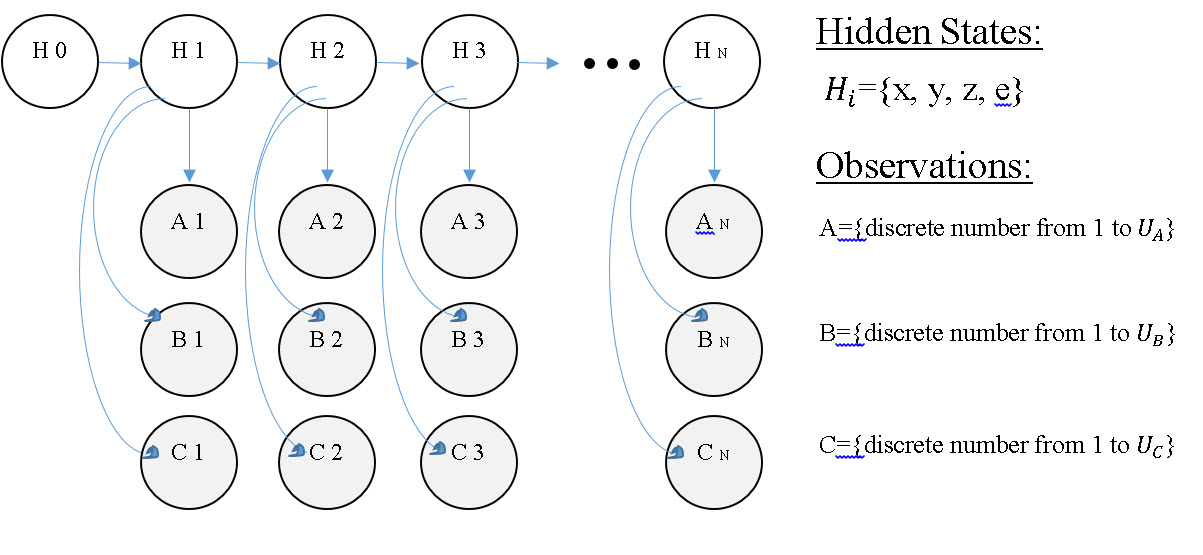 H 0 H 1 H 2 H 3 H N
Hidden States:
H_i={x, y, z, e}
Observations:
A 1 A 2 A 3 A N
A={discrete number from 1 to U_A}
B 1 B 2 B 3 B N
B={discrete number from 1 to U_B}
C 1 C 2 C 3 C N
C={discrete number from 1 to U_C}